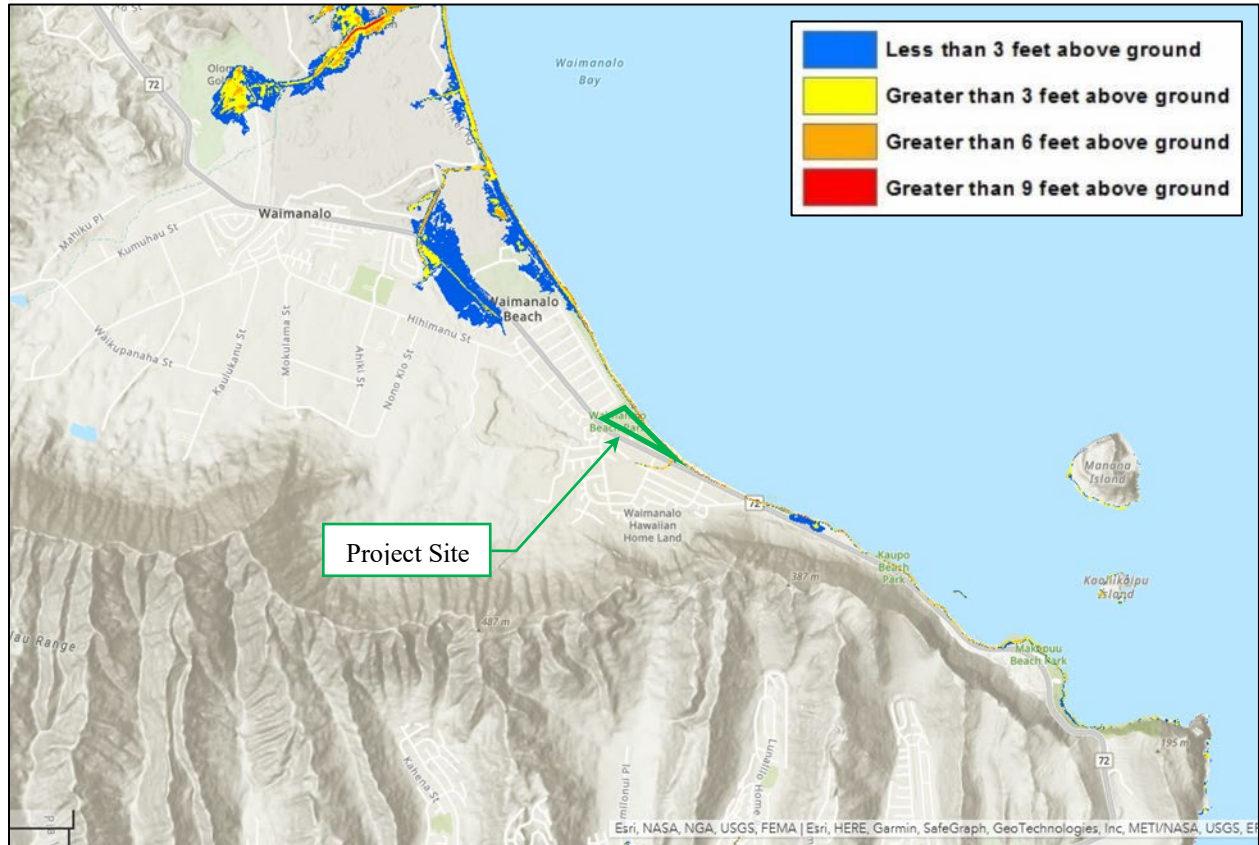 Less than 3 feet above ground
Greater than 3 feet above ground
Greater than 6 feet above ground
Greater than 9 feet above ground
Waimanalo
Bay
72
Waimanalo
Mahiku Pl
Kumuhau St
Waikupanaha St
Kaulukanu St
Mokulama St
Ahiki St
Nono Kio St
Hihimanu St
Waimanalo
Beach
Beach Park
Manana
Island
Waimanalo
Hawaiian
Home Land
72
Project Site
Kaupo
Beach
Park
Kaohikaipu
Island
387 m
487 m
Makapuu
Beach Park
Range
195 m
72
Kahena St
Lunalilo Home
Esri, NASA, NGA, USGS, FEMA | Esri, HERE, Garmin, SafeGraph, GeoTechnologies, Inc, METI/NASA, USGS,